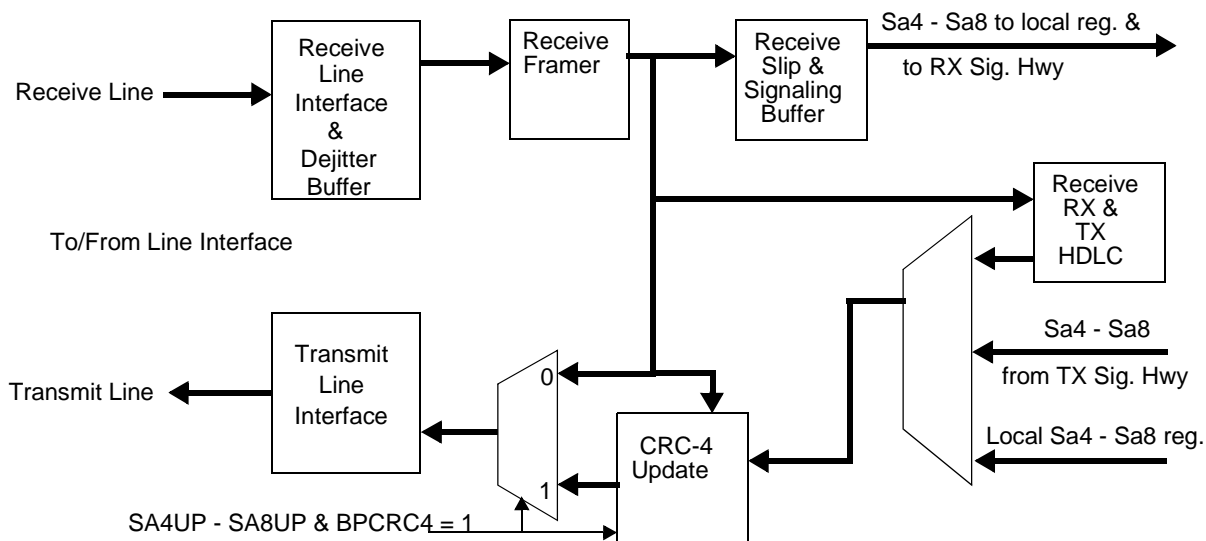 Sa4 - Sa8 to local reg. &
to RX Sig. Hwy
Receive Line
Receive
Line
Interface
&
Dejitter
Buffer
Receive
Framer
Receive
Slip &
Signaling
Buffer
Receive
RX &
TX
HDLC
To/From Line Interface
Sa4 - Sa8
from TX Sig. Hwy
Local Sa4 - Sa8 reg.
Transmit Line
Transmit
Line
Interface
0
1
CRC-4
Update
SA4UP - SA8UP & BPCRC4 = 1